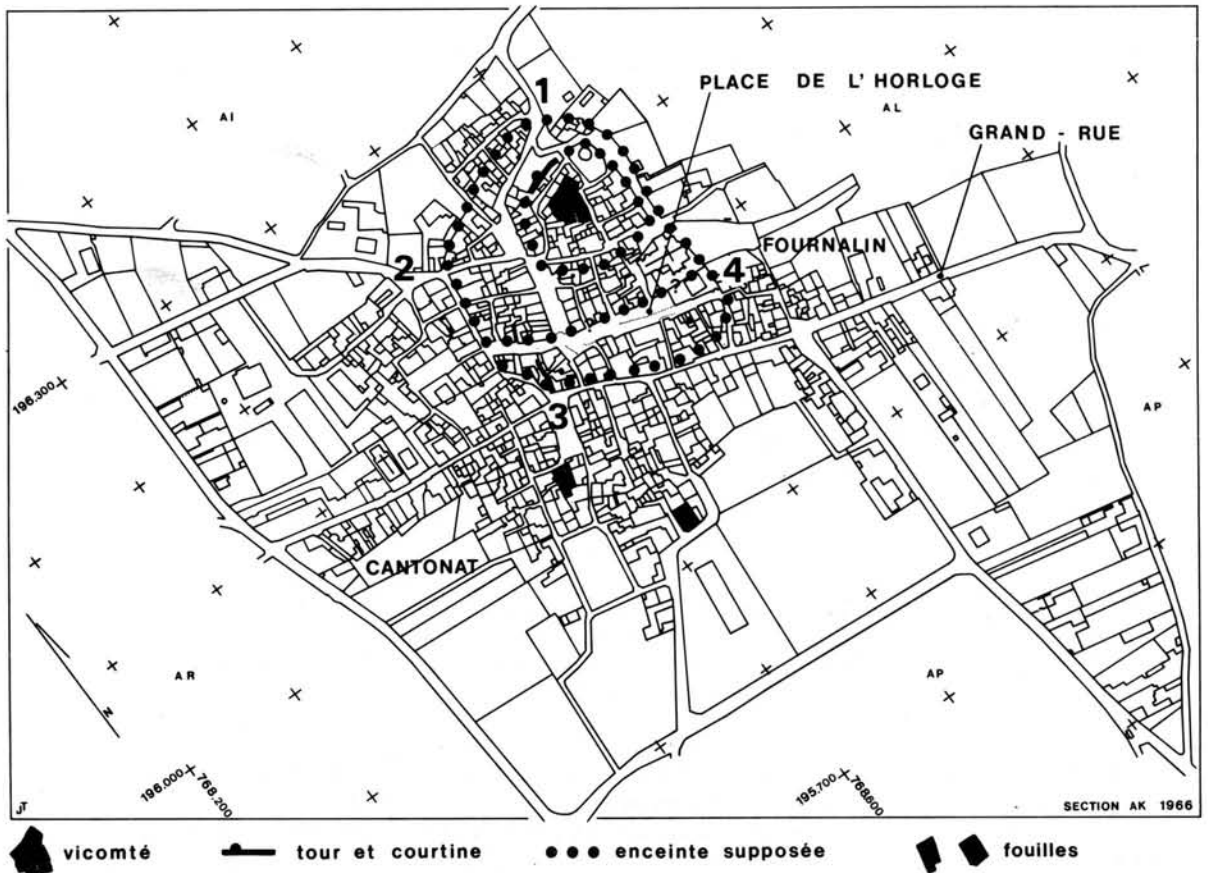 1
PLACE DE L'HORLOGE
AI
AL
GRAND - RUE
2
FOURNALIN
4
?
196.300
3
AP
CANTONAT
AR
AP
N
196.000
768.200
195.700
768.600
JT
SECTION AK 1966
vicomté
tour et courtine
enceinte supposée
fouilles